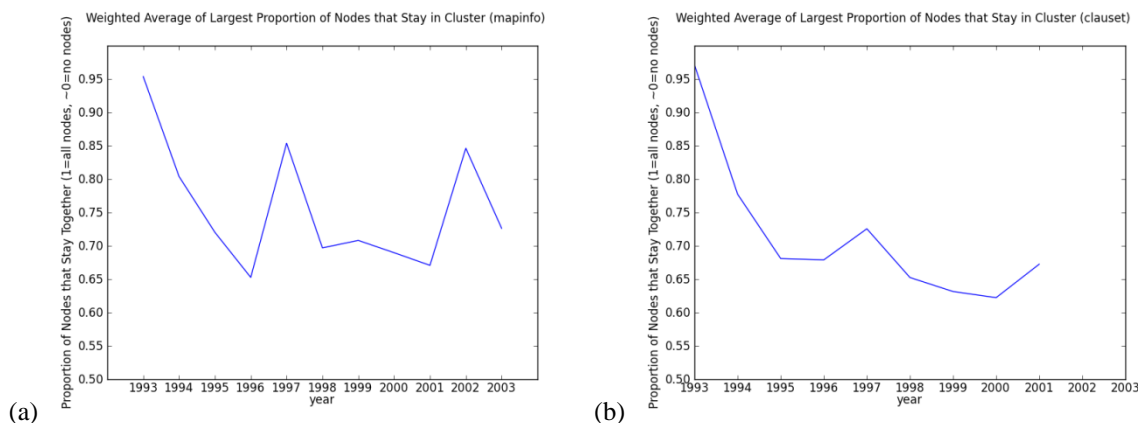 Weighted Average of Largest Proportion of Nodes that Stay in Cluster (mapinfo)
Proportion of Nodes that Stay Together (1=all nodes, ~0=no nodes)
0.95
0.90
0.85
0.80
0.75
0.70
0.65
0.60
0.55
0.50
1993 1994 1995 1996 1997 1998 1999 2000 2001 2002 2003
year
(a)
Weighted Average of Largest Proportion of Nodes that Stay in Cluster (clauset)
Proportion of Nodes that Stay Together (1=all nodes, ~0=no nodes)
0.95
0.90
0.85
0.80
0.75
0.70
0.65
0.60
0.55
0.50
1993 1994 1995 1996 1997 1998 1999 2000 2001 2002 2003
year
(b)